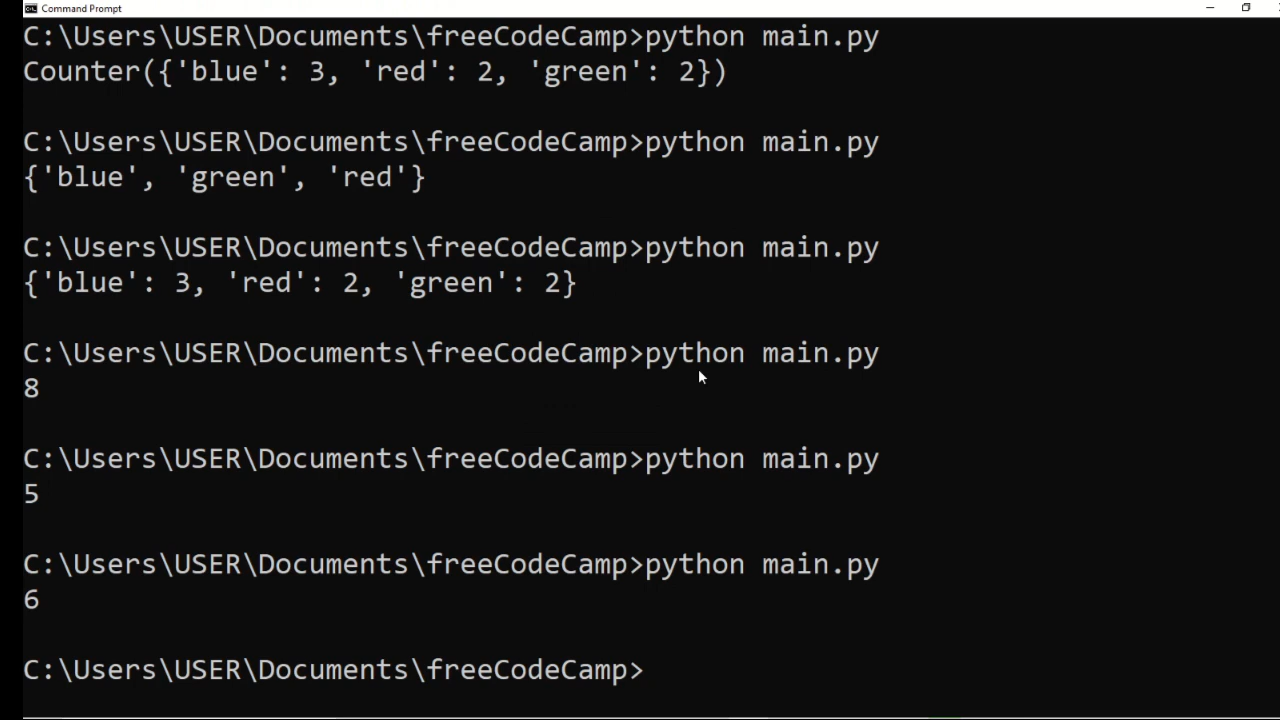 Command Prompt
C:\Users\USER\Documents\freeCodeCamp>python main.py
Counter({'blue': 3, 'red': 2, 'green': 2})
C:\Users\USER\Documents\freeCodeCamp>python main.py
{'blue', 'green', 'red'}
C:\Users\USER\Documents\freeCodeCamp>python main.py
{'blue': 3, 'red': 2, 'green': 2}
C:\Users\USER\Documents\freeCodeCamp>python main.py
8
C:\Users\USER\Documents\freeCodeCamp>python main.py
5
C:\Users\USER\Documents\freeCodeCamp>python main.py
6
C:\Users\USER\Documents\freeCodeCamp>